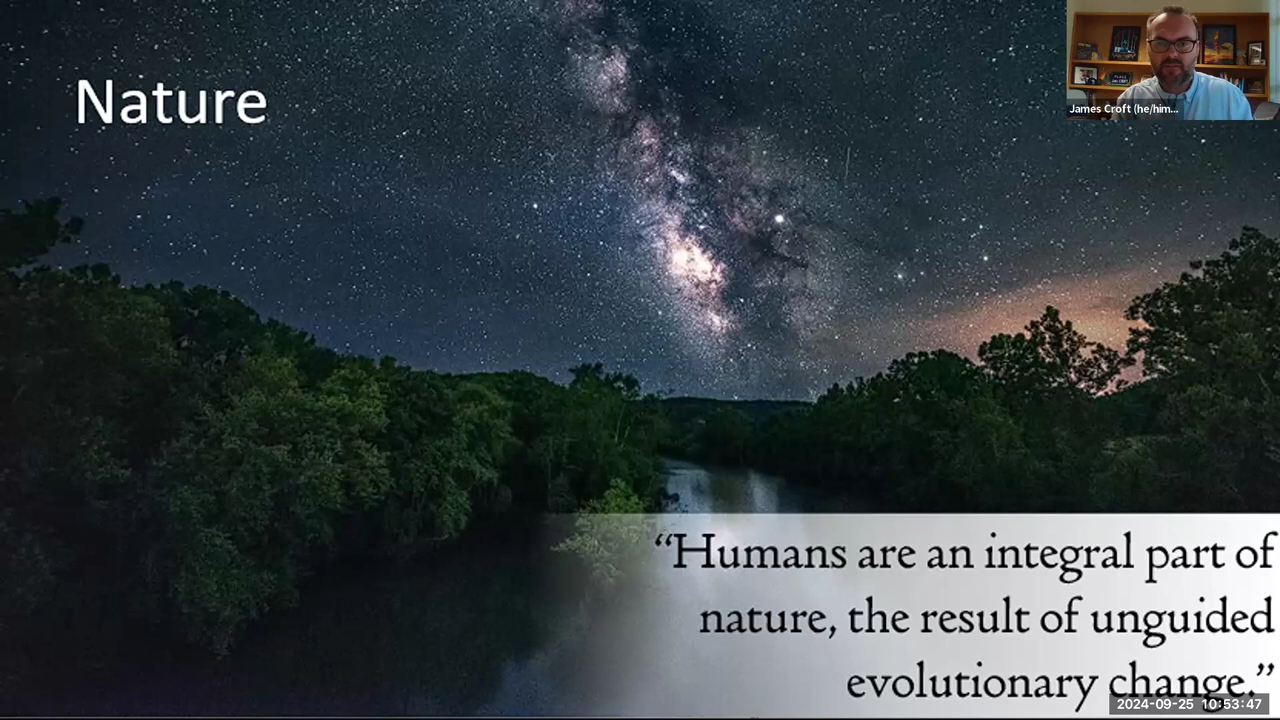 Nature
James Croft (he/him...
“Humans are an integral part of
nature, the result of unguided
evolutionary change.”
2024-09-25 10:53:47